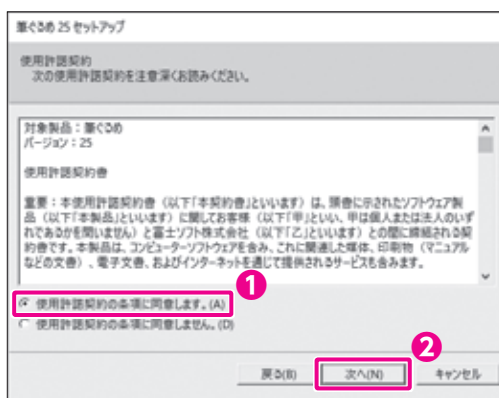 筆ぐるめ 25 セットアップ
使用許諾契約
次の使用許諾契約を注意深くお読みください。
対象製品：筆ぐるめ
バージョン：25
使用許諾契約書
重要：本使用許諾契約書（以下「本契約書」といいます）は、頭書に示されたソフトウェア製
品（以下「本製品」といいます）に関してお客様（以下「甲」といい、甲は個人または法人のいず
れであるかを問いません）と富士ソフト株式会社（以下「乙」といいます）との間に締結される契
約書です。本製品は、コンピューターソフトウェアを含み、これに関連した媒体、印刷物（マニュアル
などの文書）、電子文書、およびインターネットを通じて提供されるサービスも含みます。
1
使用許諾契約の条項に同意します。(A)
使用許諾契約の条項に同意しません。(D)
2
戻る(B) 次へ(N) キャンセル